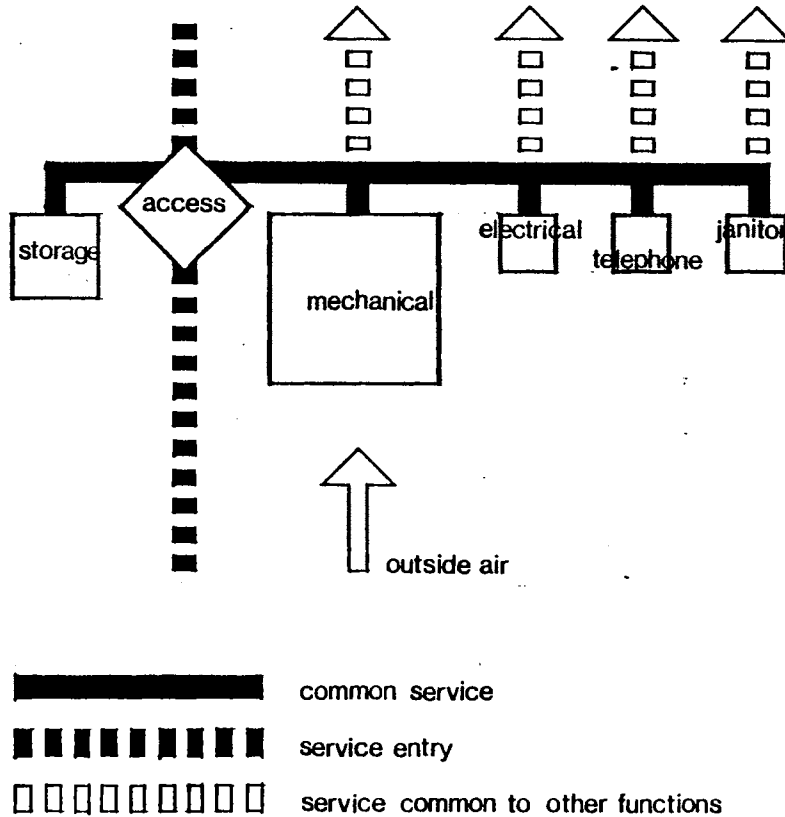 access
electrical
janitor
storage
telephone
mechanical
outside air
common service
service entry
service common to other functions